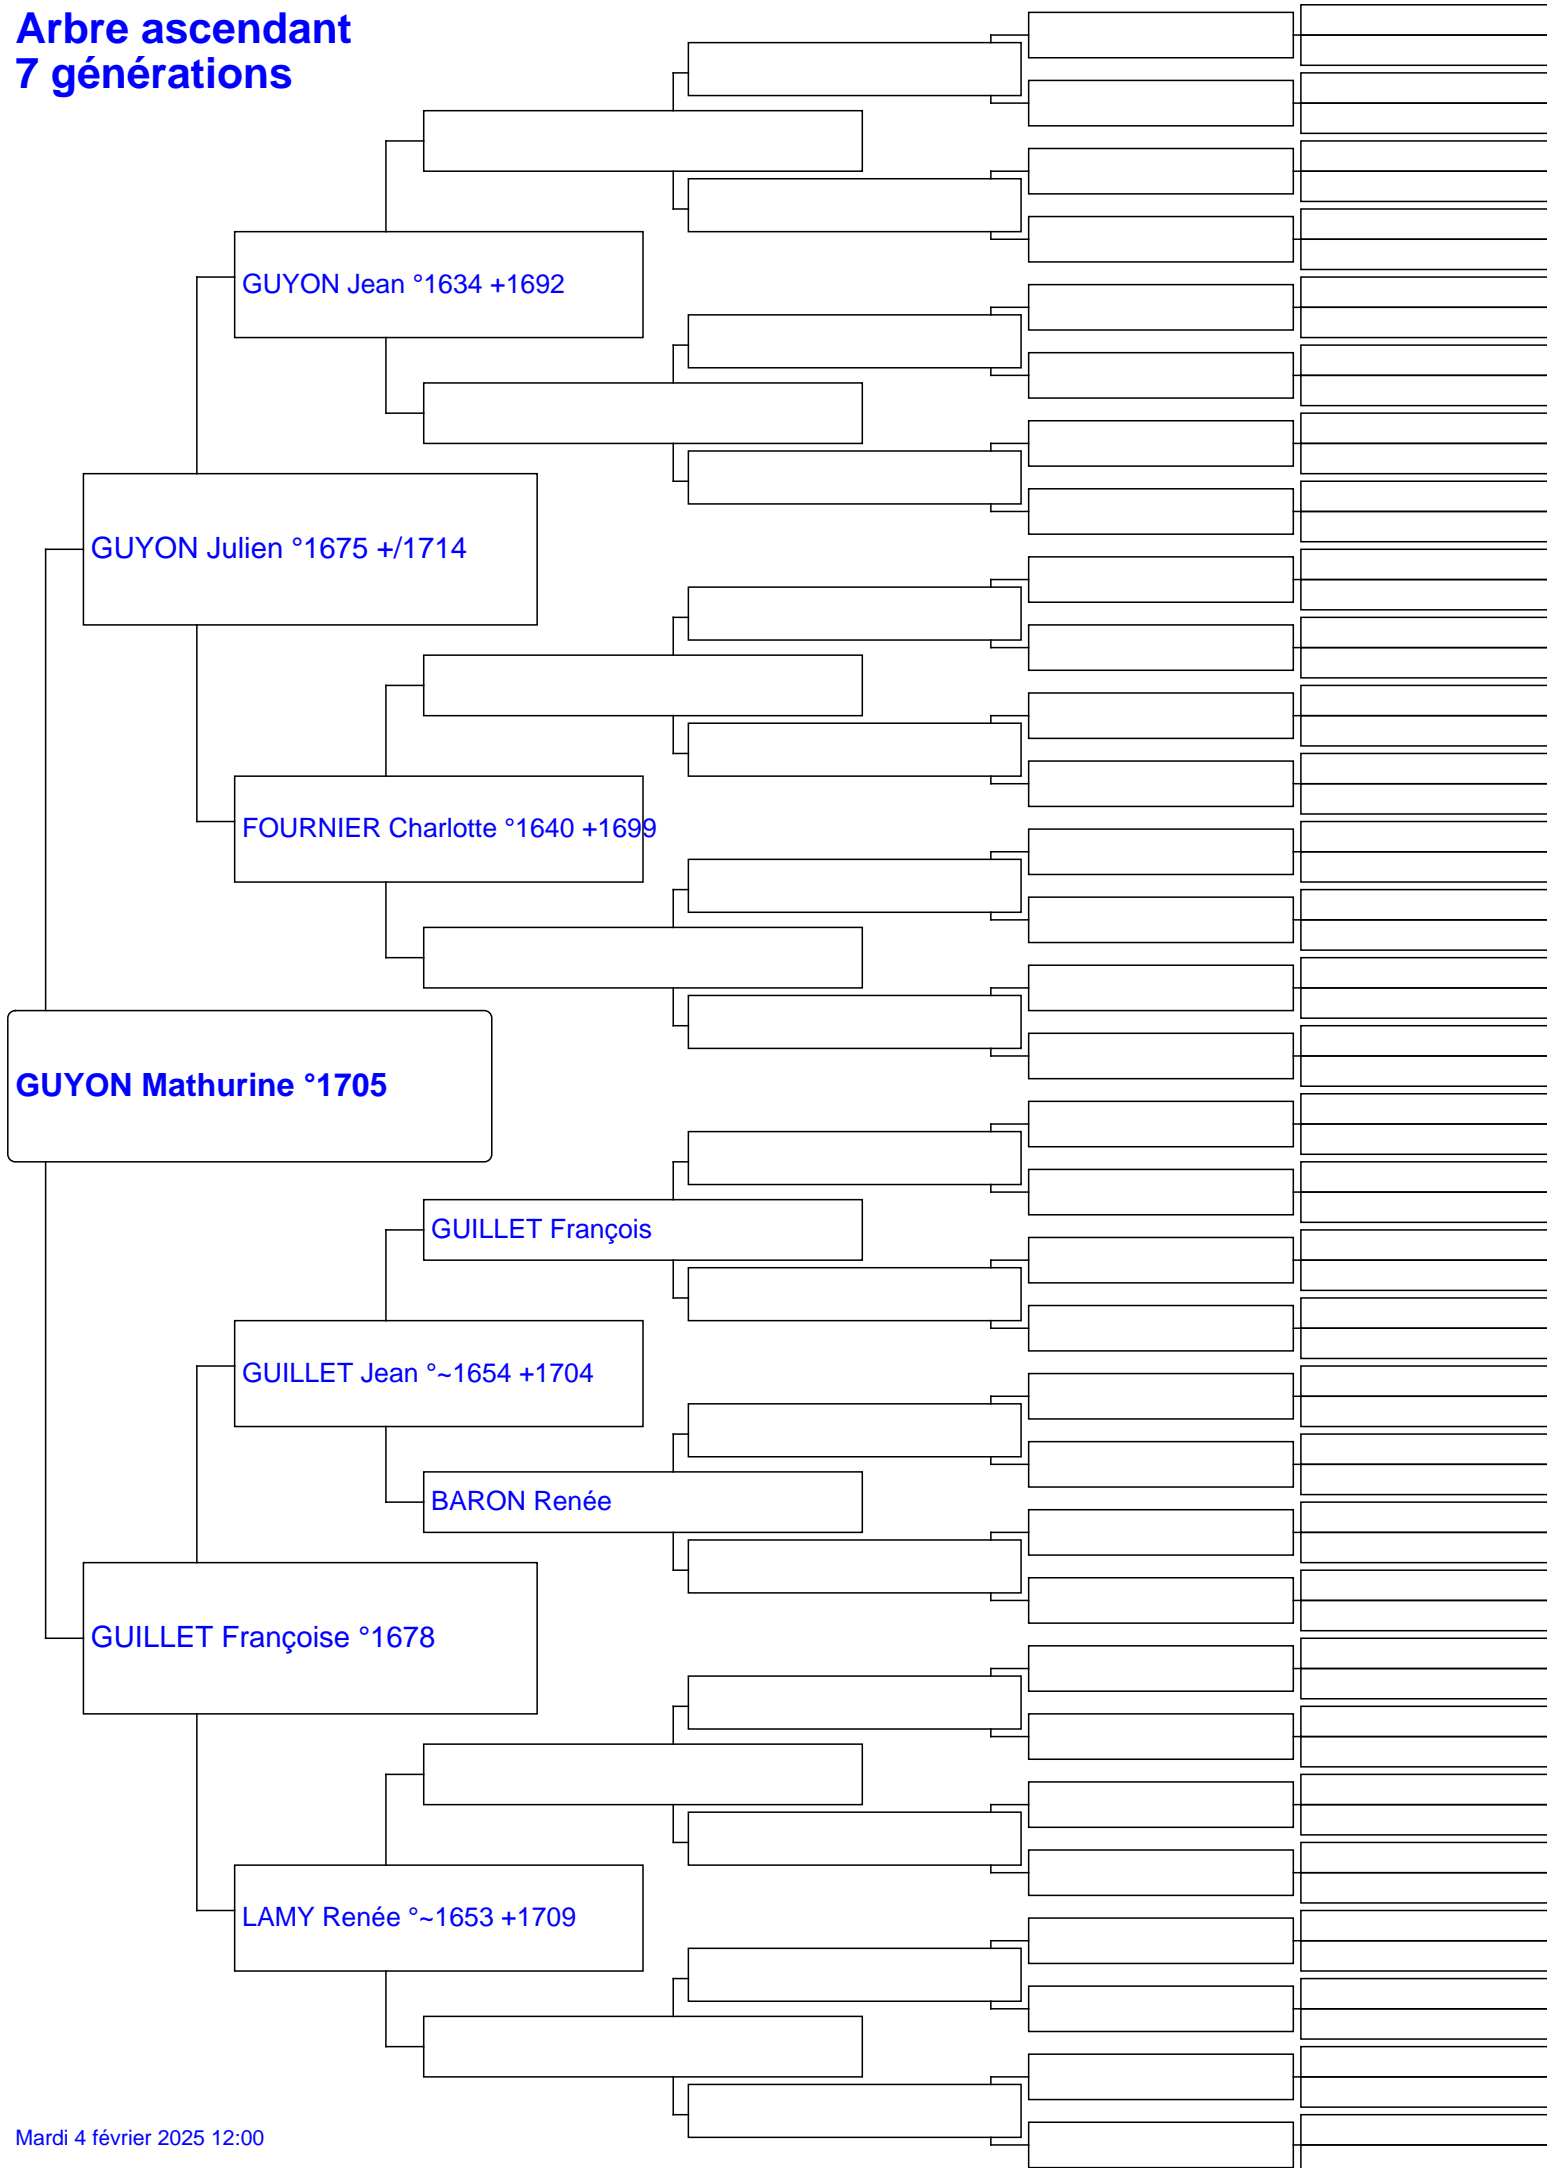 Arbre ascendant
7 générations
GUYON Jean °1634 +1692
GUYON Julien °1675 +/1714
FOURNIER Charlotte °1640 +1699
GUYON Mathurine °1705
GUILLET François
GUILLET Jean °~1654 +1704
BARON Renée
GUILLET Françoise °1678
LAMY Renée °~1653 +1709
Mardi 4 février 2025 12:00